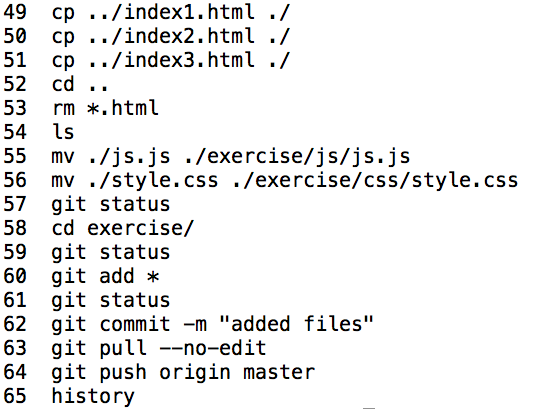 49  cp ../index1.html ./
50  cp ../index2.html ./
51  cp ../index3.html ./
52  cd ..
53  rm *.html
54  ls
55  mv ./js.js ./exercise/js/js.js
56  mv ./style.css ./exercise/css/style.css
57  git status
58  cd exercise/
59  git status
60  git add *
61  git status
62  git commit -m "added files"
63  git pull --no-edit
64  git push origin master
65  history